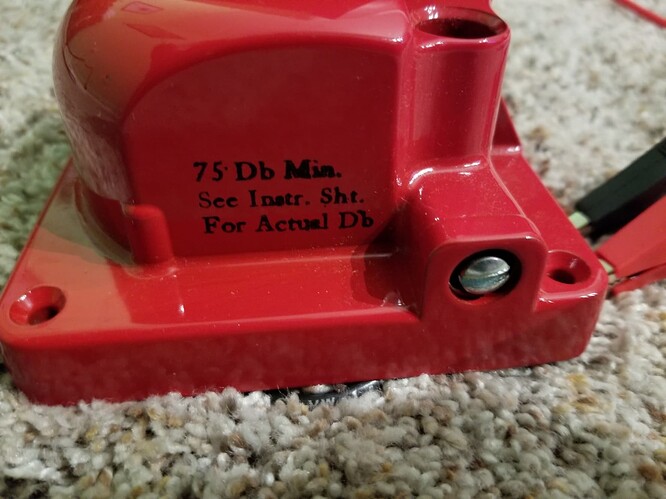 75 Db Min.
See Instr. Sht.
For Actual Db